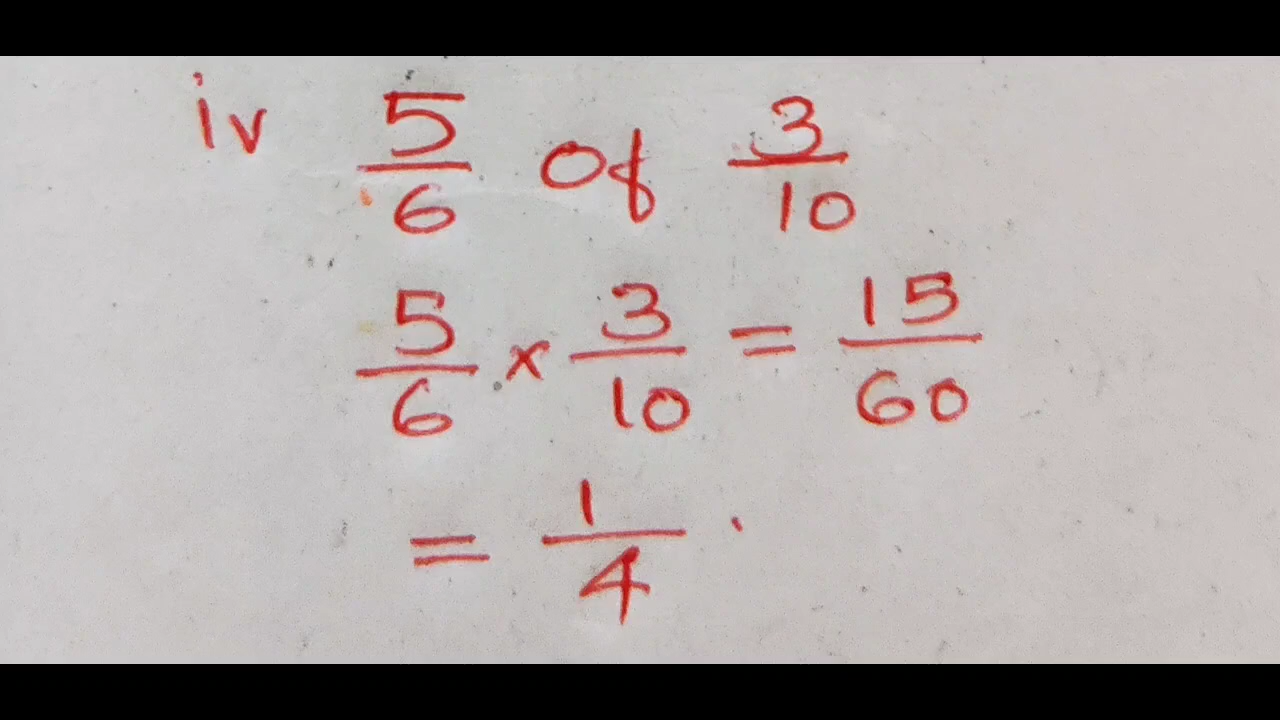 iv 5/6 of 3/10
5/6 × 3/10 = 15/60
= 1/4 .